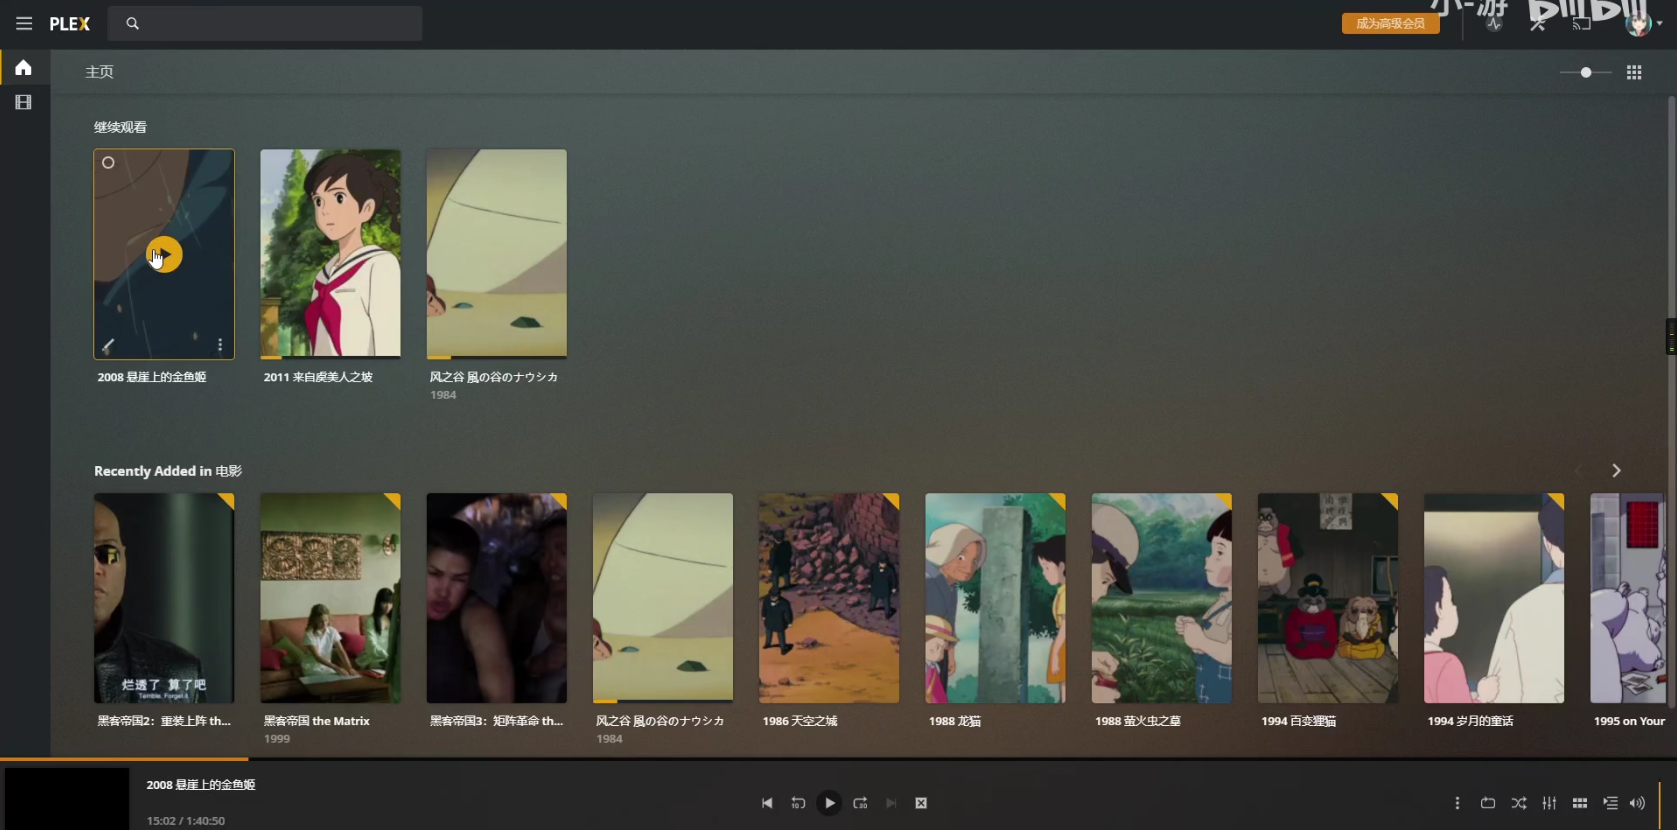 PLEX
成为高级会员
小-游
bilibili
主页
继续观看
2008 悬崖上的金鱼姬
2011 来自虞美人之坡
风之谷 風の谷のナウシカ
1984
Recently Added in 电影
烂透了 算了吧
Terrible. Forget it.
黑客帝国2：重装上阵 th...
黑客帝国 the Matrix
1999
黑客帝国3：矩阵革命 th...
风之谷 風の谷のナウシカ
1984
1986 天空之城
1988 龙猫
1988 萤火虫之墓
1994 百变狸猫
1994 岁月的童话
1995 on Your
2008 悬崖上的金鱼姬
15:02 / 1:40:50
10
30